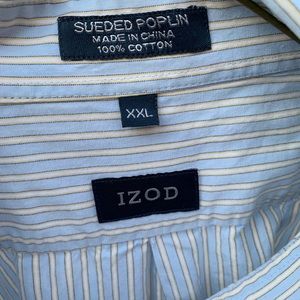 SUEDED POPLIN
MADE IN CHINA
100% COTTON
XXL
IZOD